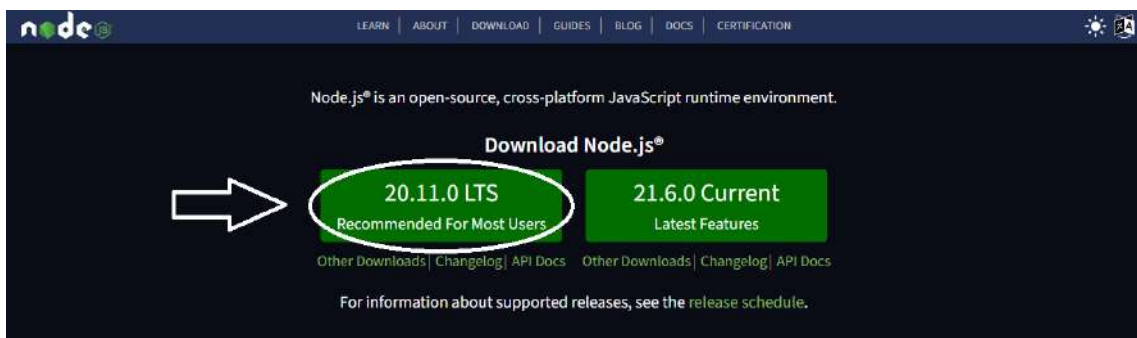 node JS
LEARN | ABOUT | DOWNLOAD | GUIDES | BLOG | DOCS | CERTIFICATION
Node.js® is an open-source, cross-platform JavaScript runtime environment.
Download Node.js®
20.11.0 LTS
Recommended For Most Users
21.6.0 Current
Latest Features
Other Downloads| Changelog| API Docs
Other Downloads| Changelog| API Docs
For information about supported releases, see the release schedule.